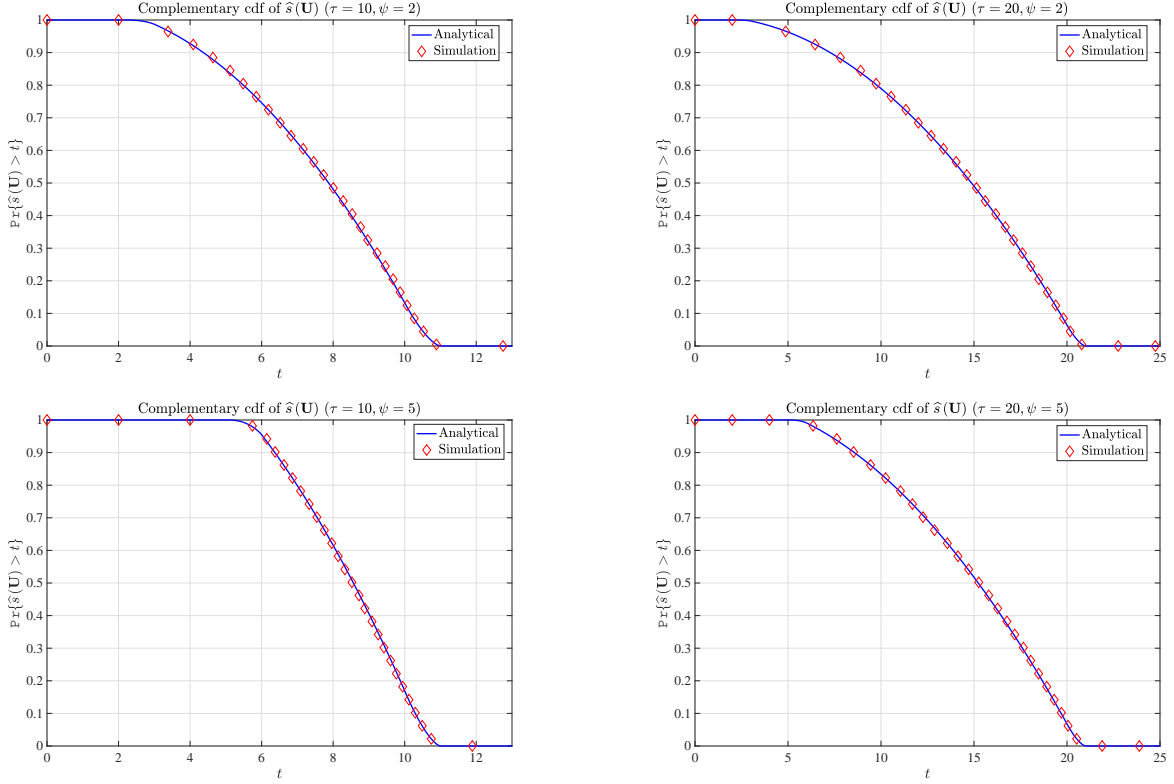 Complementary cdf of ŝ(U) (τ = 10, ψ = 2)
Analytical
Simulation
Pr{ŝ(U) > t}
1
0.9
0.8
0.7
0.6
0.5
0.4
0.3
0.2
0.1
0
0 2 4 6 8 10 12
t
Complementary cdf of ŝ(U) (τ = 20, ψ = 2)
Analytical
Simulation
Pr{ŝ(U) > t}
1
0.9
0.8
0.7
0.6
0.5
0.4
0.3
0.2
0.1
0
0 5 10 15 20 25
t
Complementary cdf of ŝ(U) (τ = 10, ψ = 5)
Analytical
Simulation
Pr{ŝ(U) > t}
1
0.9
0.8
0.7
0.6
0.5
0.4
0.3
0.2
0.1
0
0 2 4 6 8 10 12
t
Complementary cdf of ŝ(U) (τ = 20, ψ = 5)
Analytical
Simulation
Pr{ŝ(U) > t}
1
0.9
0.8
0.7
0.6
0.5
0.4
0.3
0.2
0.1
0
0 5 10 15 20 25
t